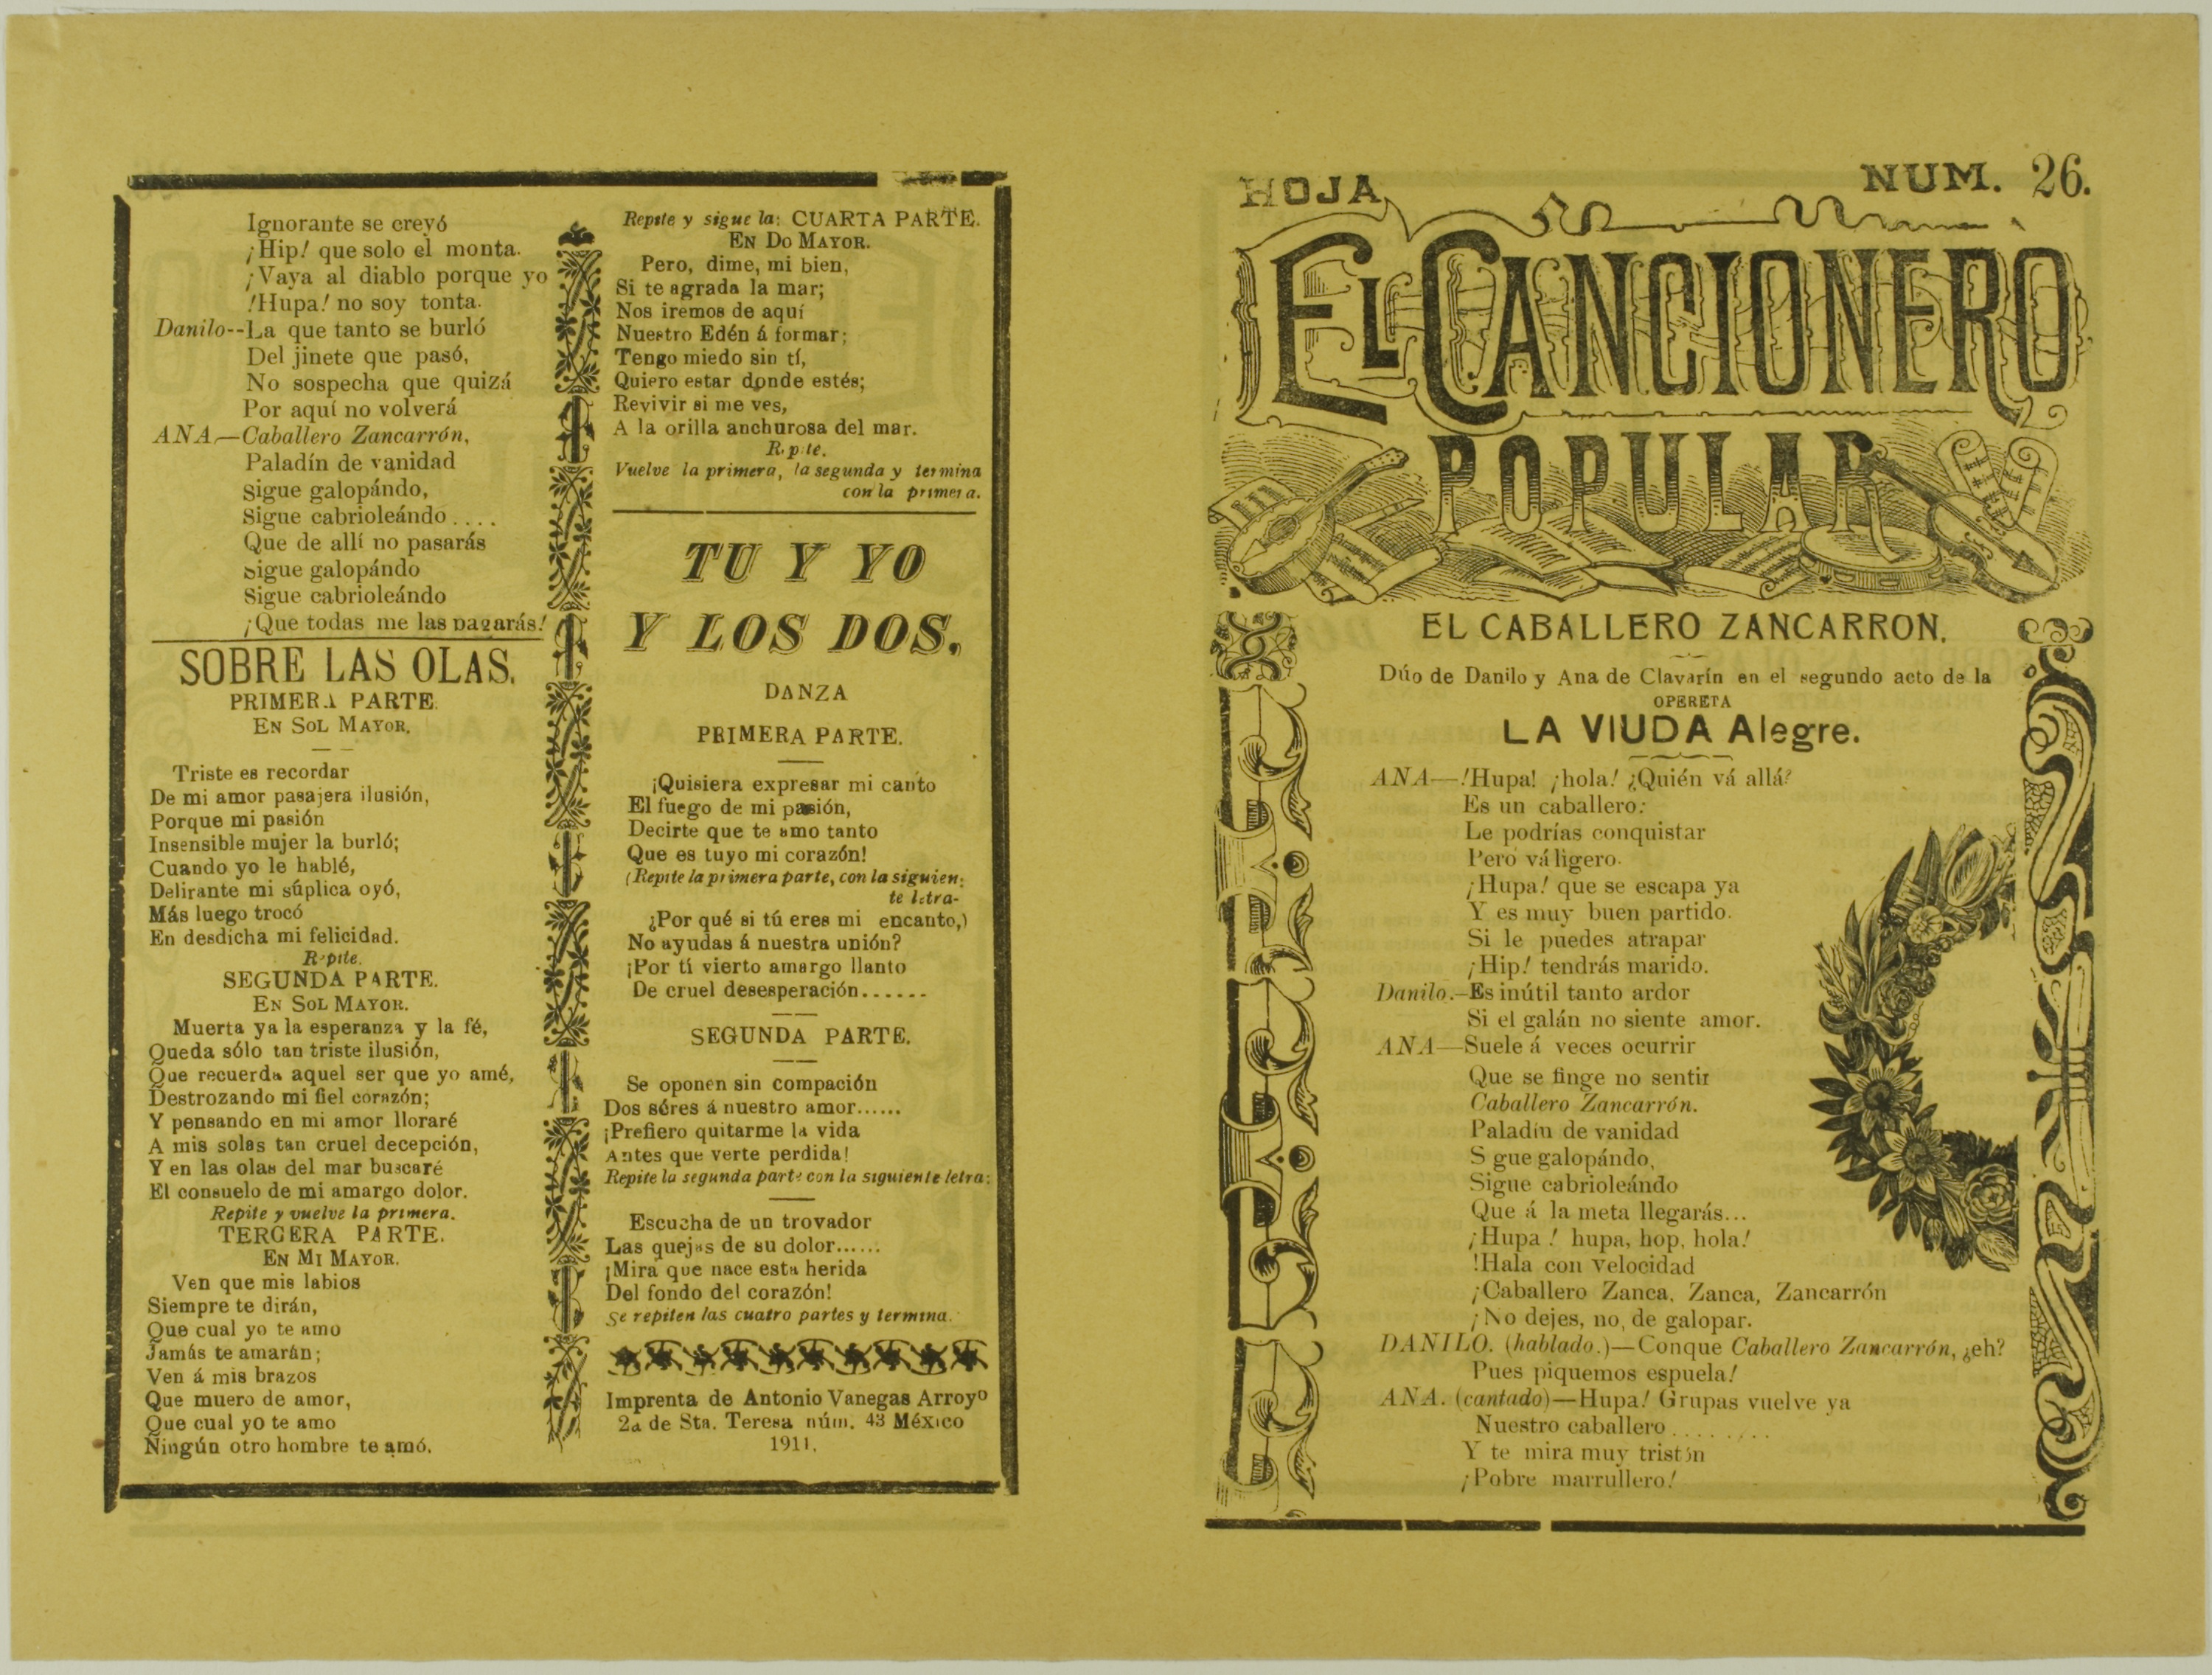 HOJA NUM. 26.
EL CANCIONERO
POPULAR
EL CABALLERO ZANCARRON.
Dúo de Danilo y Ana de Clavarín en el segundo acto de la
OPERETA
LA VIUDA Alegre.
ANA—!Hupa! ¡hola! ¿Quién vá allá?
Es un caballero:
Le podrías conquistar
Pero vá ligero.
¡Hupa! que se escapa ya
Y es muy buen partido.
Si le puedes atrapar
¡Hip! tendrás marido.
Danilo.—Es inútil tanto ardor
Si el galán no siente amor.
ANA—Suele á veces ocurrir
Que se finge no sentir
Caballero Zancarrón.
Paladín de vanidad
S gue galopándo,
Sigue cabrioleándo
Que á la meta llegarás...
¡Hupa! hupa, hop, hola!
!Hala con velocidad
¡Caballero Zanca, Zanca, Zancarrón
¡No dejes, no, de galopar.
DANILO. (hablado.)—Conque Caballero Zancarrón, ¿eh?
Pues piquemos espuela!
ANA. (cantado)—Hupa! Grupas vuelve ya
Nuestro caballero........
Y te mira muy tristón
¡Pobre marrullero!
Ignorante se creyó
¡Hip! que solo el monta.
¡Vaya al diablo porque yo
!Hupa! no soy tonta.
Danilo--La que tanto se burló
Del jinete que pasó,
No sospecha que quizá
Por aquí no volverá
ANA—Caballero Zancarrón,
Paladín de vanidad
Sigue galopándo,
Sigue cabrioleándo....
Que de allí no pasarás
Sigue galopándo
Sigue cabrioleándo
¡Que todas me las pagarás!
SOBRE LAS OLAS.
PRIMERA PARTE.
EN SOL MAYOR.
Triste es recordar
De mi amor pasajera ilusión,
Porque mi pasión
Insensible mujer la burló;
Cuando yo le hablé,
Delirante mi súplica oyó,
Más luego trocó
En desdicha mi felicidad.
R pite.
SEGUNDA PARTE.
EN SOL MAYOR.
Muerta ya la esperanza y la fé,
Queda sólo tan triste ilusión,
Que recuerda aquel ser que yo amé,
Destrozando mi fiel corazón;
Y pensando en mi amor lloraré
A mis solas tan cruel decepción,
Y en las olas del mar buscaré
El consuelo de mi amargo dolor.
Repite y vuelve la primera.
TERCERA PARTE.
EN MI MAYOR.
Ven que mis labios
Siempre te dirán,
Que cual yo te amo
Jamás te amarán;
Ven á mis brazos
Que muero de amor,
Que cual yo te amo
Ningún otro hombre te amó.
Repite y sigue la: CUARTA PARTE.
EN DO MAYOR.
Pero, dime, mi bien,
Si te agrada la mar;
Nos iremos de aquí
Nuestro Edén á formar;
Tengo miedo sin tí,
Quiero estar donde estés;
Revivir si me ves,
A la orilla anchurosa del mar.
R.p te.
Vuelve la primera, la segunda y termina
con la primera.
TU Y YO
Y LOS DOS.
DANZA
PRIMERA PARTE.
¡Quisiera expresar mi canto
El fuego de mi pasión,
Decirte que te amo tanto
Que es tuyo mi corazón!
(Repite la primera parte, con la siguien-
te letra-
¿Por qué si tú eres mi encanto,)
No ayudas á nuestra unión?
¡Por tí vierto amargo llanto
De cruel desesperación......
SEGUNDA PARTE.
Se oponen sin compación
Dos séres á nuestro amor......
¡Prefiero quitarme la vida
Antes que verte perdida!
Repite la segunda parte con la siguiente letra:
Escucha de un trovador
Las quejas de su dolor......
¡Mira que nace esta herida
Del fondo del corazón!
Se repiten las cuatro partes y termina.
Imprenta de Antonio Vanegas Arroyo
2a de Sta. Teresa núm. 43 México
1911.